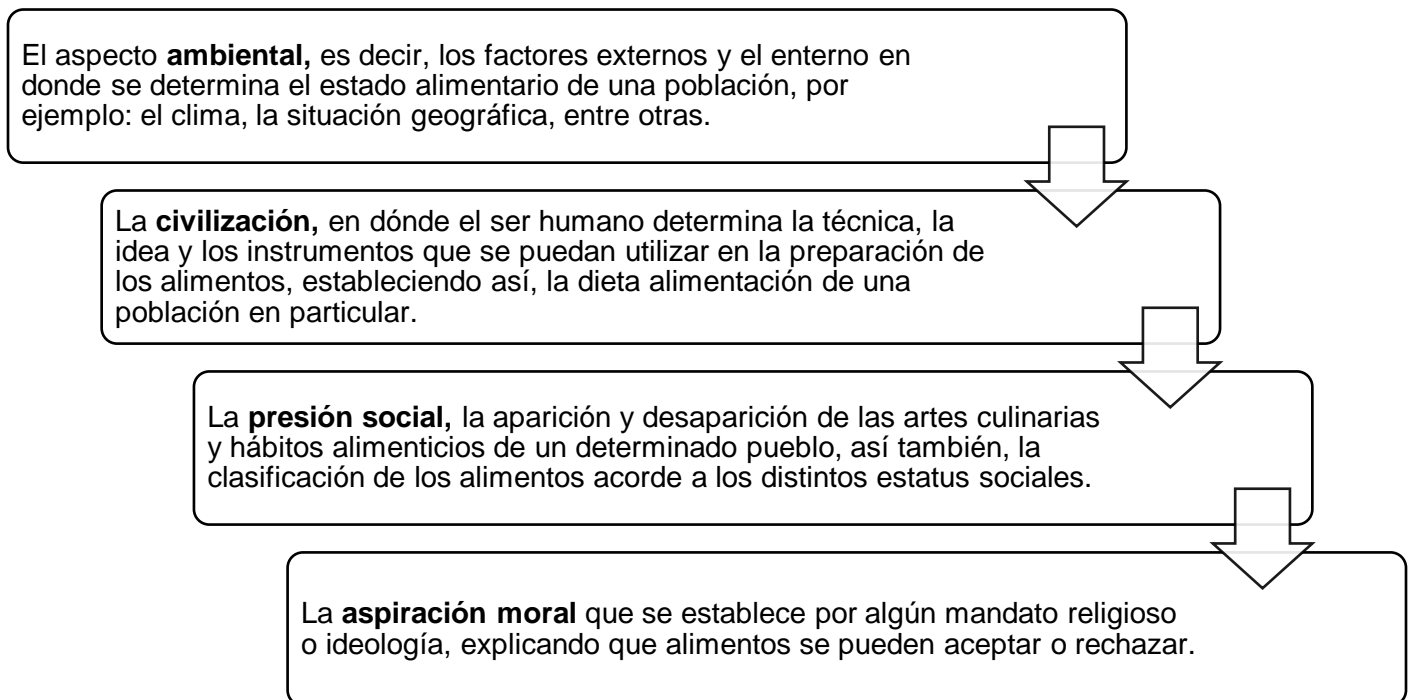 El aspecto ambiental, es decir, los factores externos y el enterno en
donde se determina el estado alimentario de una población, por
ejemplo: el clima, la situación geográfica, entre otras.
La civilización, en dónde el ser humano determina la técnica, la
idea y los instrumentos que se puedan utilizar en la preparación de
los alimentos, estableciendo así, la dieta alimentación de una
población en particular.
La presión social, la aparición y desaparición de las artes culinarias
y hábitos alimenticios de un determinado pueblo, así también, la
clasificación de los alimentos acorde a los distintos estatus sociales.
La aspiración moral que se establece por algún mandato religioso
o ideología, explicando que alimentos se pueden aceptar o rechazar.